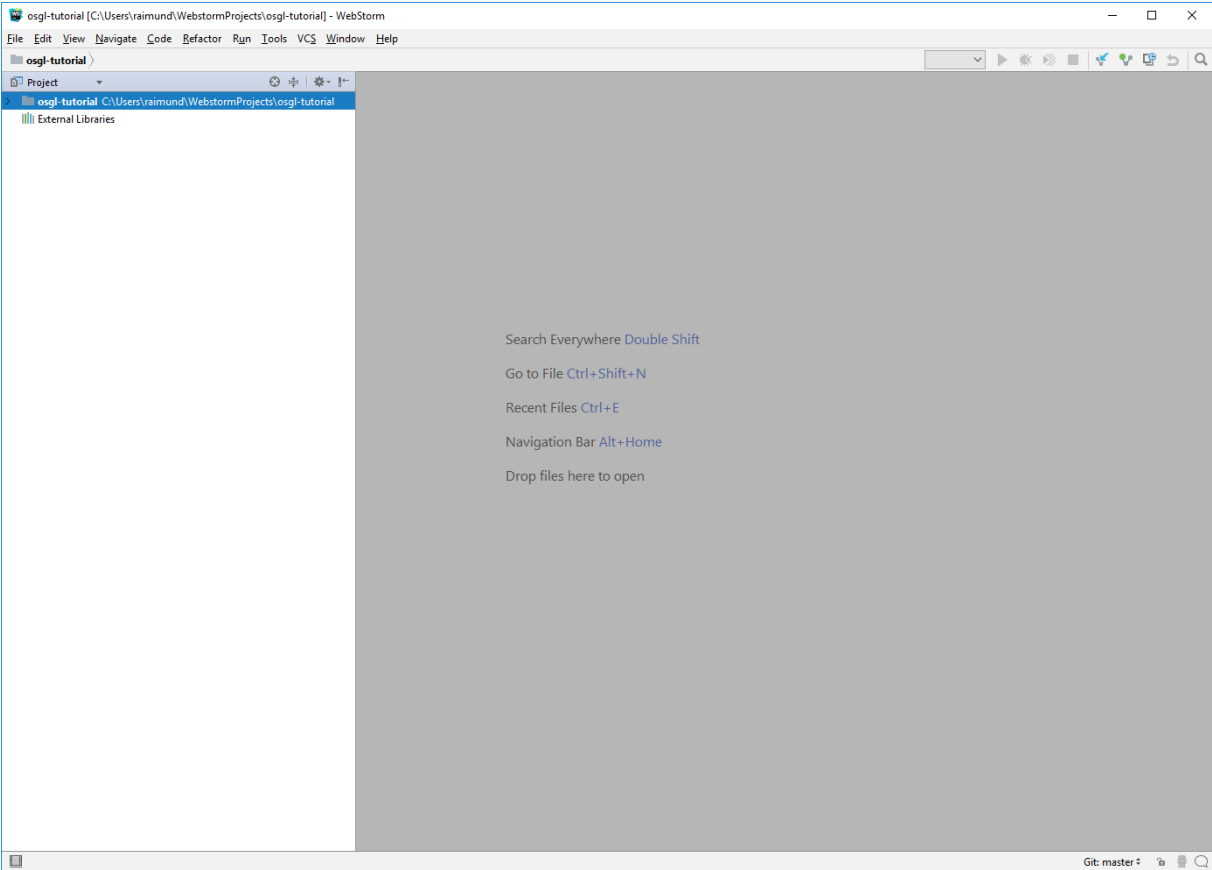 osgl-tutorial [C:\Users\raimund\WebstormProjects\osgl-tutorial] - WebStorm
File Edit View Navigate Code Refactor Run Tools VCS Window Help
osgl-tutorial
Project
osgl-tutorial C:\Users\raimund\WebstormProjects\osgl-tutorial
External Libraries
Search Everywhere Double Shift
Go to File Ctrl+Shift+N
Recent Files Ctrl+E
Navigation Bar Alt+Home
Drop files here to open
Git: master